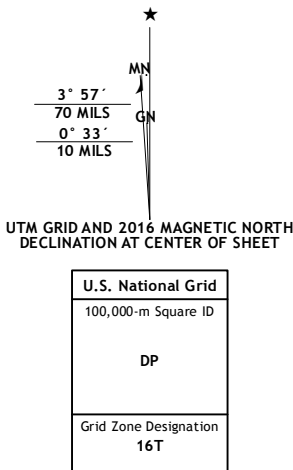 ★
MN
3° 57´
70 MILS
GN
0° 33´
10 MILS
UTM GRID AND 2016 MAGNETIC NORTH
DECLINATION AT CENTER OF SHEET
U.S. National Grid
100,000-m Square ID
DP
Grid Zone Designation
16T